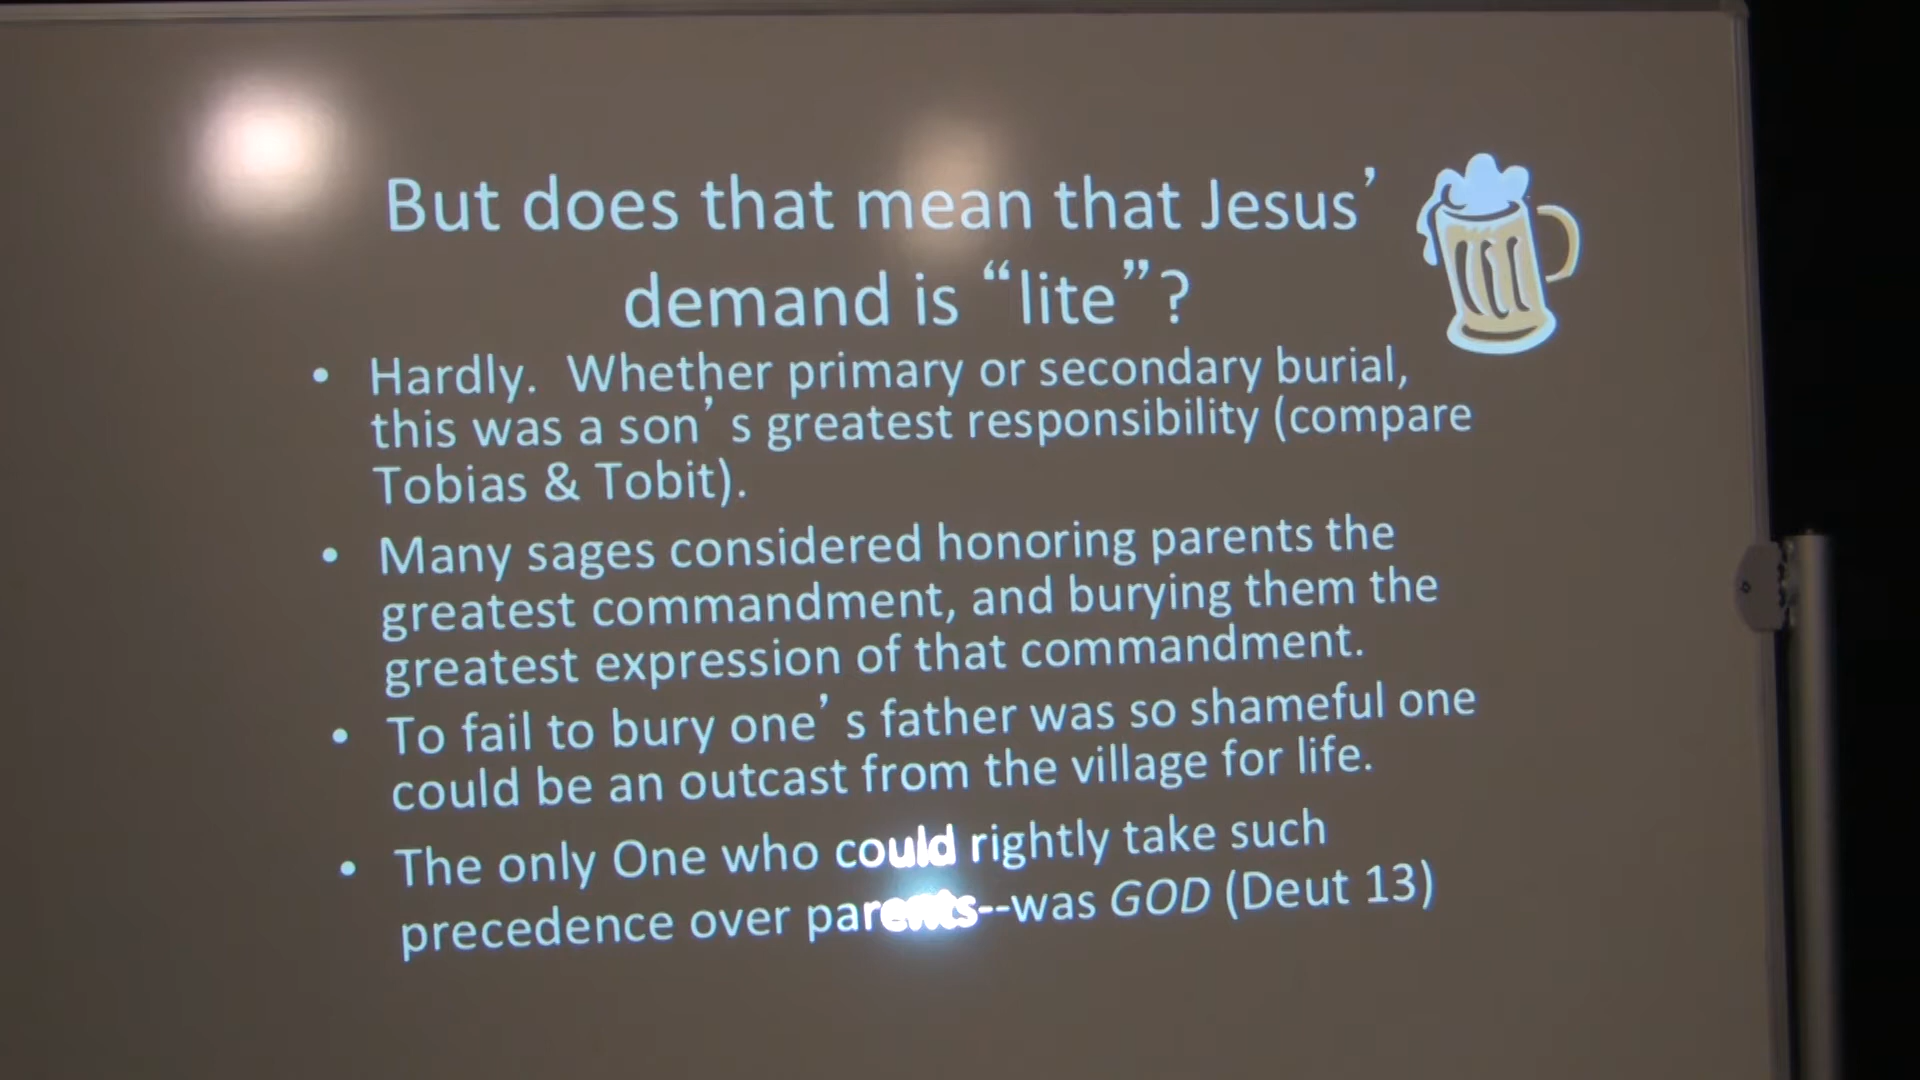 But does that mean that Jesus’
demand is “lite”?
• Hardly.  Whether primary or secondary burial,
this was a son’s greatest responsibility (compare
Tobias & Tobit).
• Many sages considered honoring parents the
greatest commandment, and burying them the
greatest expression of that commandment.
• To fail to bury one’s father was so shameful one
could be an outcast from the village for life.
• The only One who could rightly take such
precedence over parents--was GOD (Deut 13)